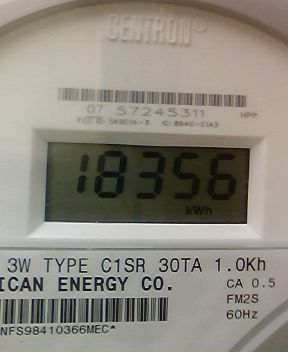 CENTRON®
07 57245311 HPP
18356
kWh
3W TYPE C1SR 30TA 1.0Kh
ICAN ENERGY CO. CA 0.5
FM2S
NFS98410366MEC* 60Hz